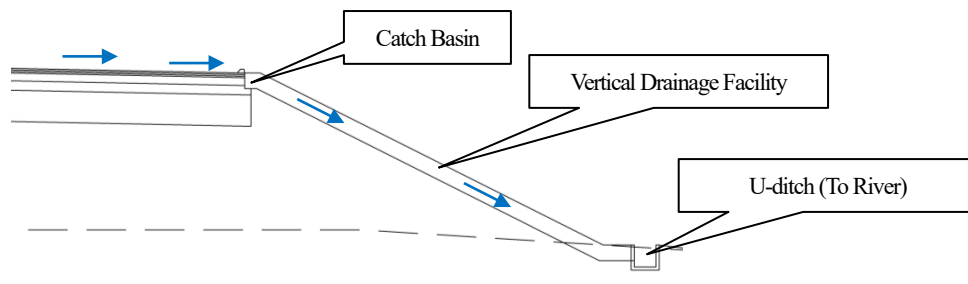 Catch Basin
Vertical Drainage Facility
U-ditch (To River)